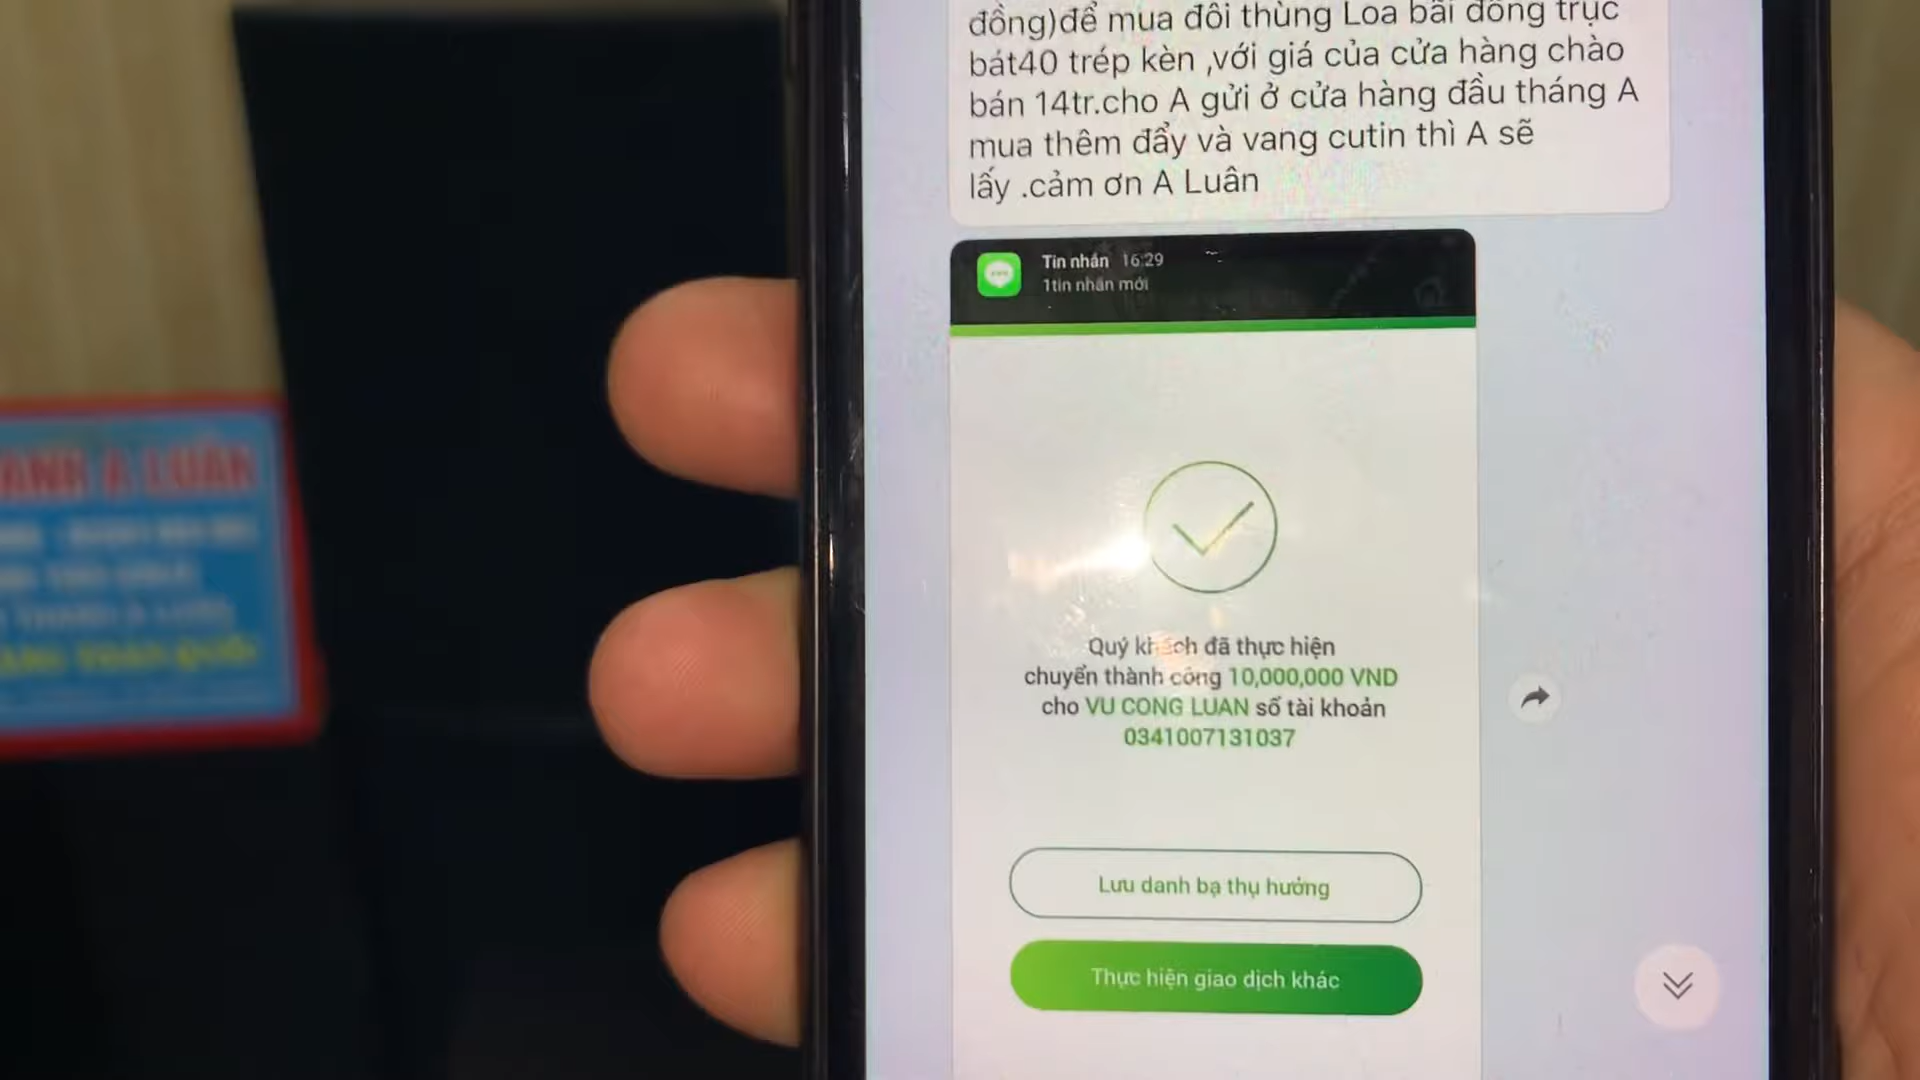 đồng)để mua đôi thùng Loa bãi đồng trục
bát40 trép kèn ,với giá của cửa hàng chào
bán 14tr.cho A gửi ở cửa hàng đầu tháng A
mua thêm đẩy và vang cutin thì A sẽ
lấy .cảm ơn A Luân
Tin nhắn 16:29
1tin nhắn mới
Quý khách đã thực hiện
chuyển thành công 10,000,000 VND
cho VU CONG LUAN số tài khoản
0341007131037
Lưu danh bạ thụ hưởng
Thực hiện giao dịch khác
ANH A LUÂN